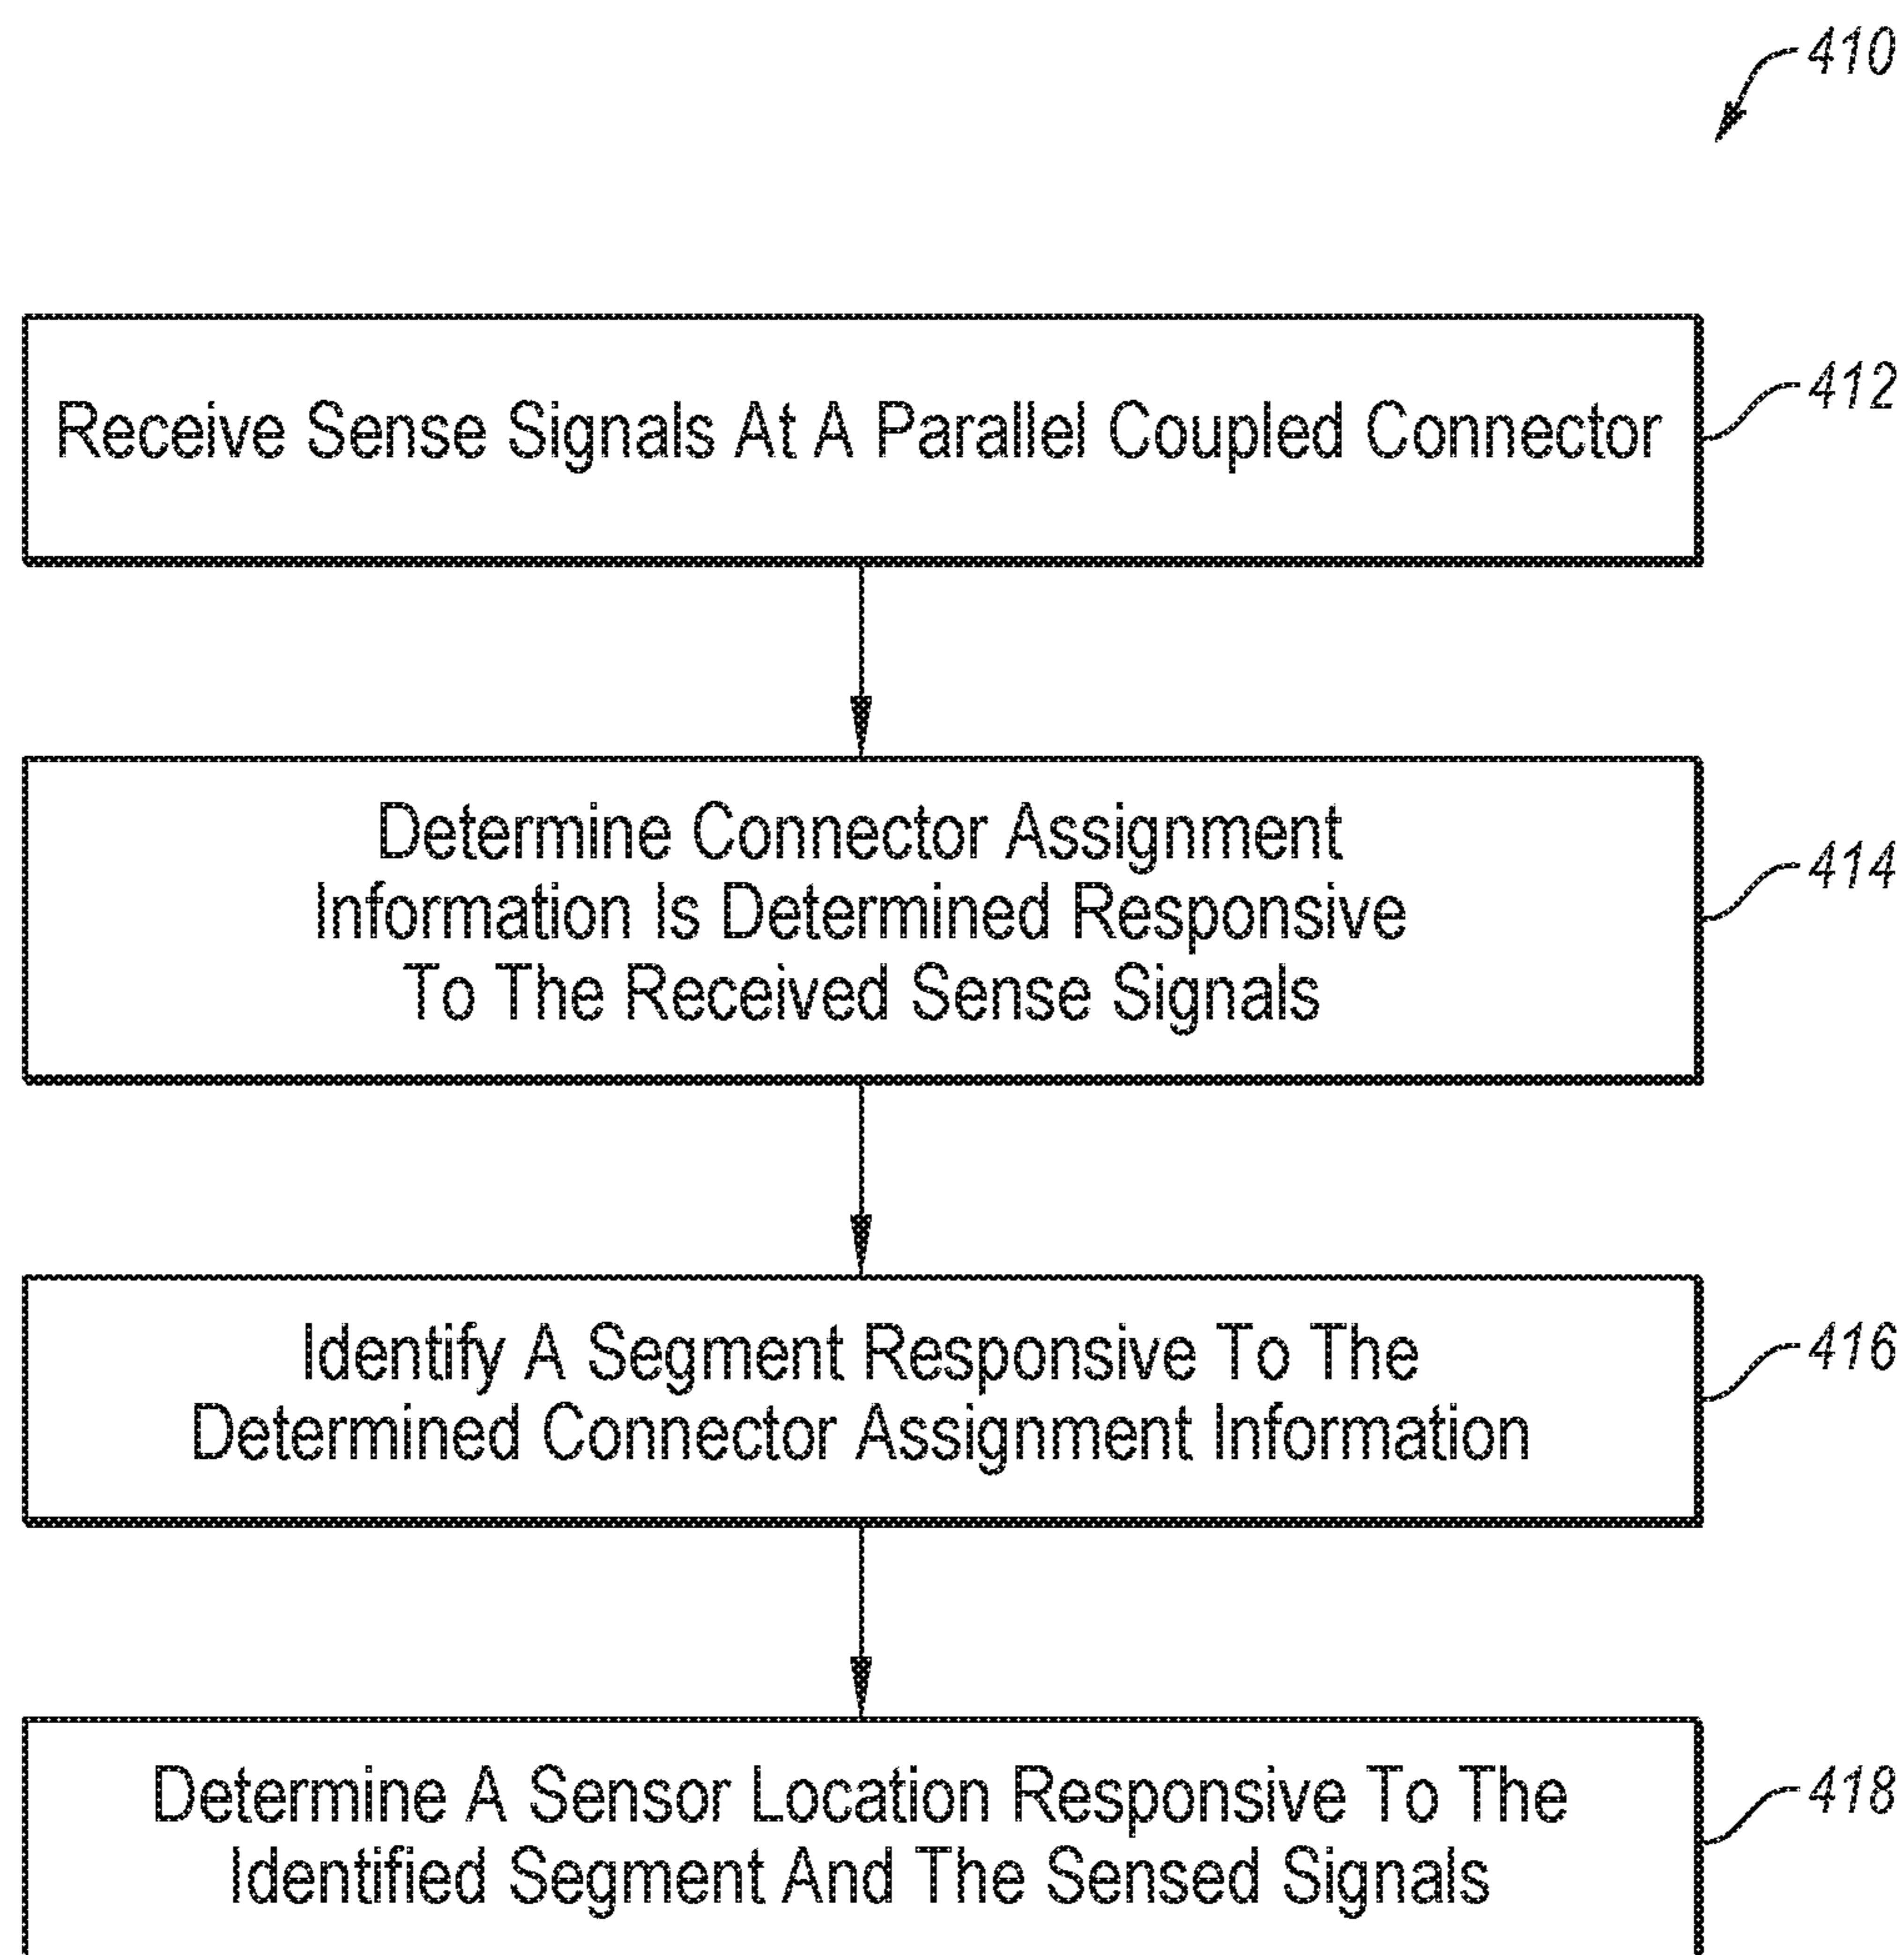 410
Receive Sense Signals At A Parallel Coupled Connector
412
Determine Connector Assignment
Information Is Determined Responsive
To The Received Sense Signals
414
Identify A Segment Responsive To The
Determined Connector Assignment Information
416
Determine A Sensor Location Responsive To The
Identified Segment And The Sensed Signals
418